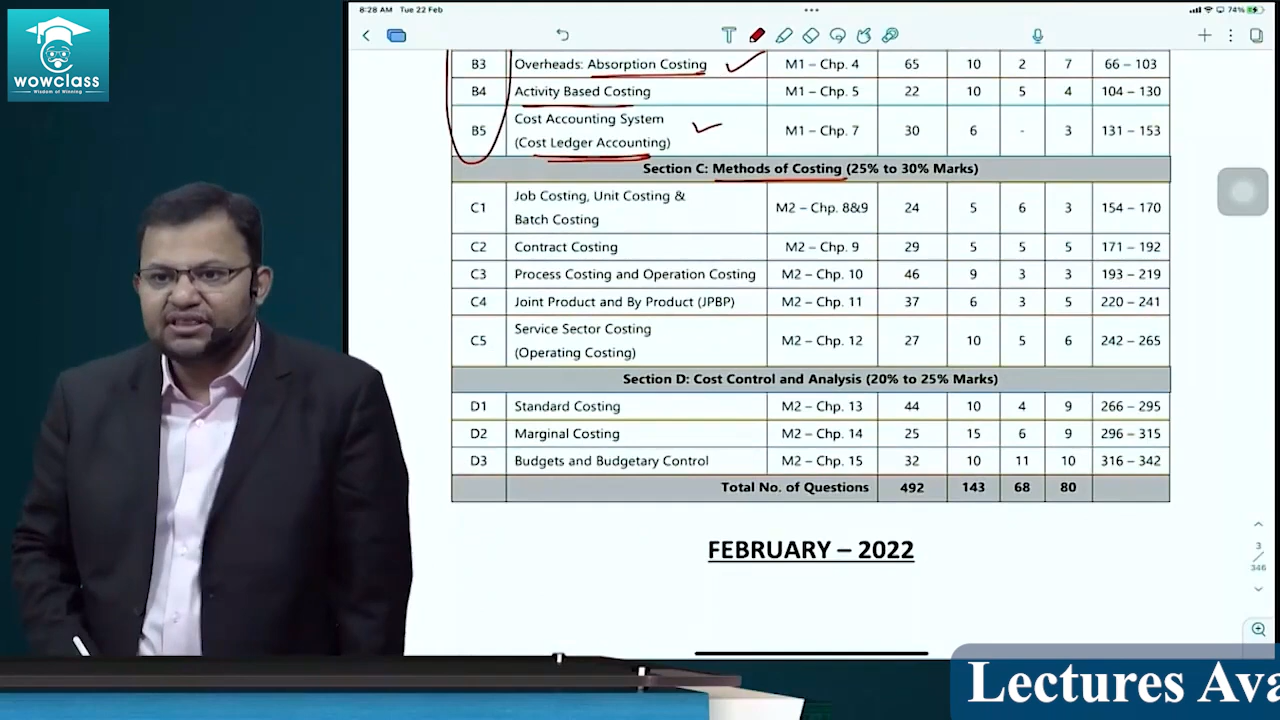 wowclass
WISDOM OF WINNING
8:28 AM Tue 22 Feb
74%
B3 Overheads: Absorption Costing M1 – Chp. 4 65 10 2 7 66 – 103
B4 Activity Based Costing M1 – Chp. 5 22 10 5 4 104 – 130
B5 Cost Accounting System (Cost Ledger Accounting) M1 – Chp. 7 30 6 - 3 131 – 153
Section C: Methods of Costing (25% to 30% Marks)
C1 Job Costing, Unit Costing & Batch Costing M2 – Chp. 8&9 24 5 6 3 154 – 170
C2 Contract Costing M2 – Chp. 9 29 5 5 5 171 – 192
C3 Process Costing and Operation Costing M2 – Chp. 10 46 9 3 3 193 – 219
C4 Joint Product and By Product (JPBP) M2 – Chp. 11 37 6 3 5 220 – 241
C5 Service Sector Costing (Operating Costing) M2 – Chp. 12 27 10 5 6 242 – 265
Section D: Cost Control and Analysis (20% to 25% Marks)
D1 Standard Costing M2 – Chp. 13 44 10 4 9 266 – 295
D2 Marginal Costing M2 – Chp. 14 25 15 6 9 296 – 315
D3 Budgets and Budgetary Control M2 – Chp. 15 32 10 11 10 316 – 342
Total No. of Questions 492 143 68 80
FEBRUARY – 2022
3
/
346
Lectures Ava